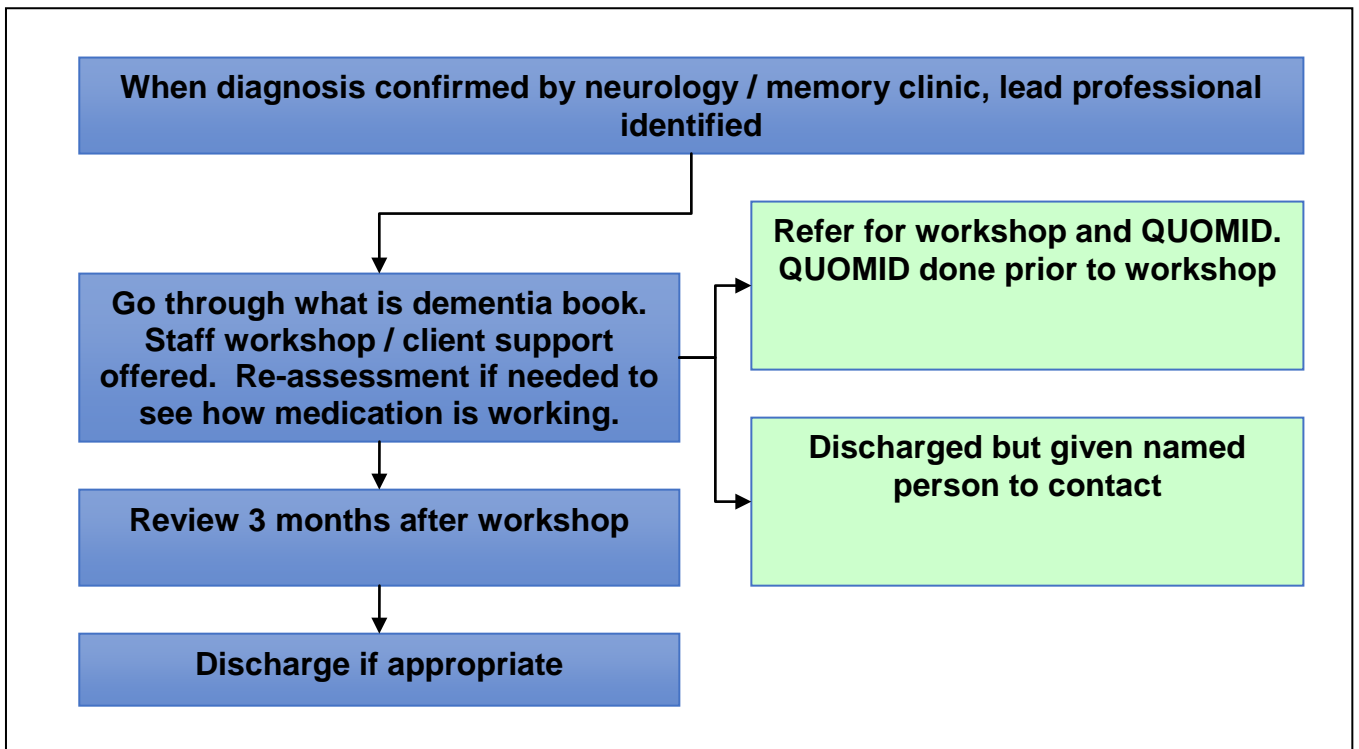 When diagnosis confirmed by neurology / memory clinic, lead professional
identified
Go through what is dementia book.
Staff workshop / client support
offered.  Re-assessment if needed to
see how medication is working.
Refer for workshop and QUOMID.
QUOMID done prior to workshop
Discharged but given named
person to contact
Review 3 months after workshop
Discharge if appropriate